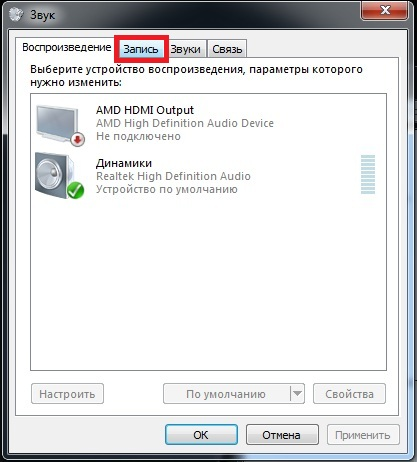 Звук
Воспроизведение Запись Звуки Связь
Выберите устройство воспроизведения, параметры которого
нужно изменить:
AMD HDMI Output
AMD High Definition Audio Device
Не подключено
Динамики
Realtek High Definition Audio
Устройство по умолчанию
Настроить По умолчанию Свойства
ОК Отмена Применить